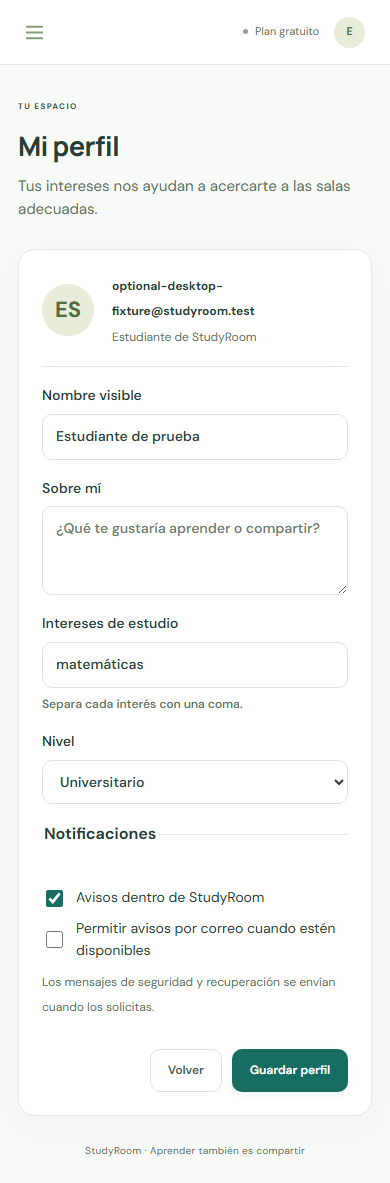 Plan gratuito
E
TU ESPACIO
Mi perfil
Tus intereses nos ayudan a acercarte a las salas
adecuadas.
ES
optional-desktop-
fixture@studyroom.test
Estudiante de StudyRoom
Nombre visible
Estudiante de prueba
Sobre mí
¿Qué te gustaría aprender o compartir?
Intereses de estudio
matemáticas
Separa cada interés con una coma.
Nivel
Universitario
Notificaciones
Avisos dentro de StudyRoom
Permitir avisos por correo cuando estén
disponibles
Los mensajes de seguridad y recuperación se envían
cuando los solicitas.
Volver
Guardar perfil
StudyRoom · Aprender también es compartir